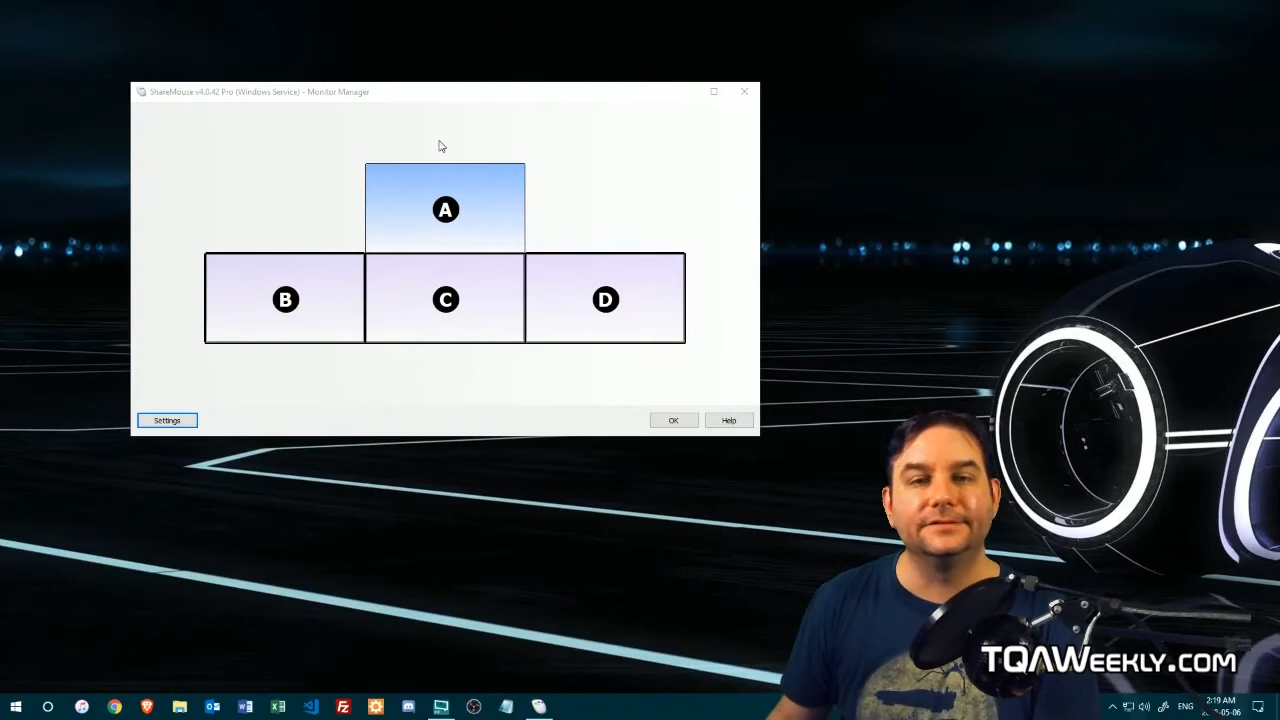 ShareMouse v4.0.42 Pro (Windows Service) - Monitor Manager
A
B C D
Settings OK Help
TQAWEEKLY.COM
ENG 2:19 AM